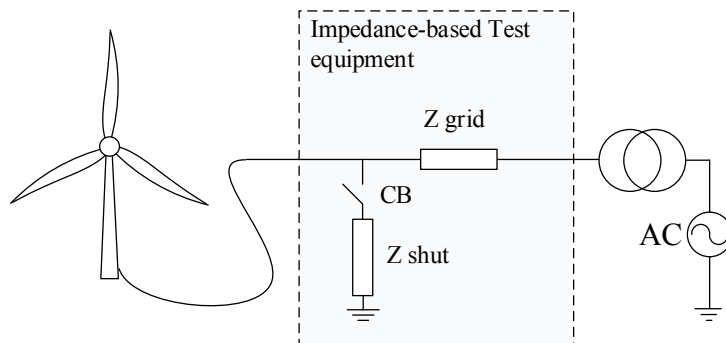 Impedance-based Test
equipment
Z grid
CB
Z shut
AC